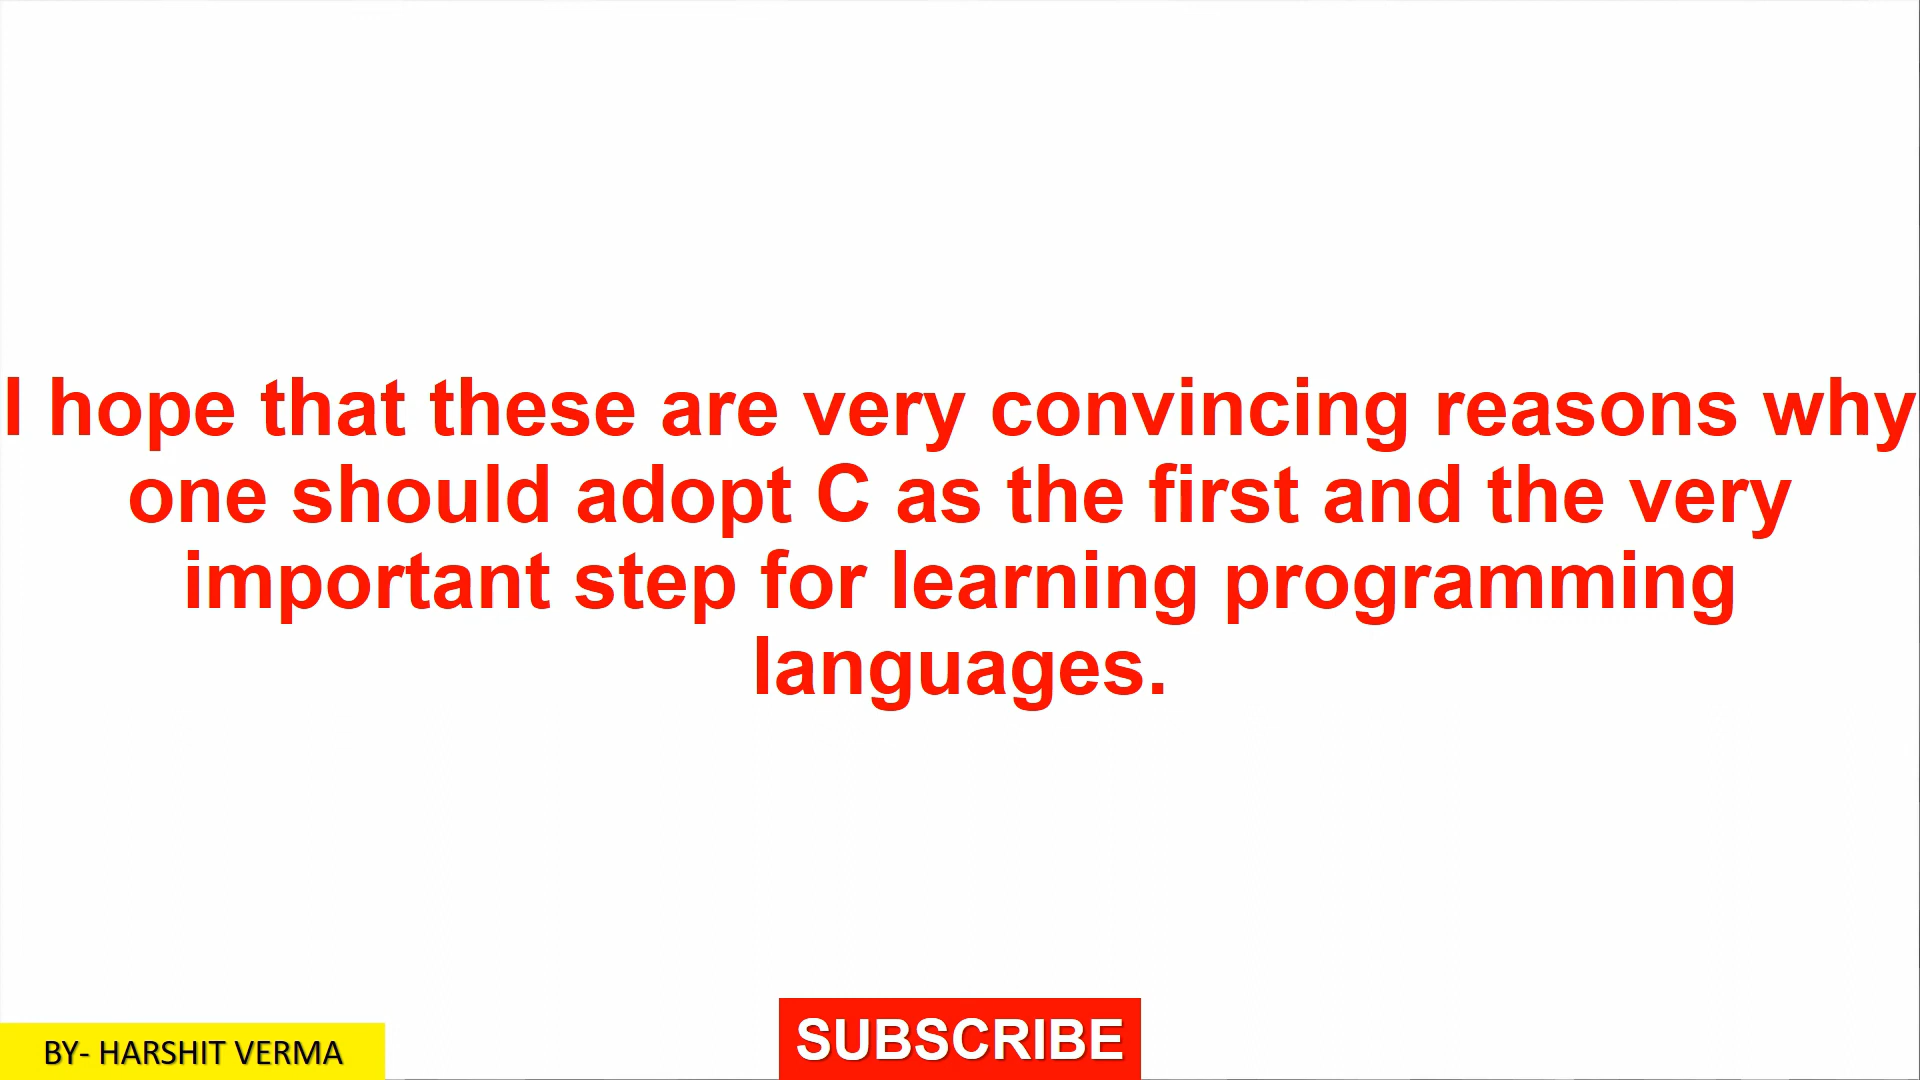 I hope that these are very convincing reasons why
one should adopt C as the first and the very
important step for learning programming
languages.
BY- HARSHIT VERMA
SUBSCRIBE